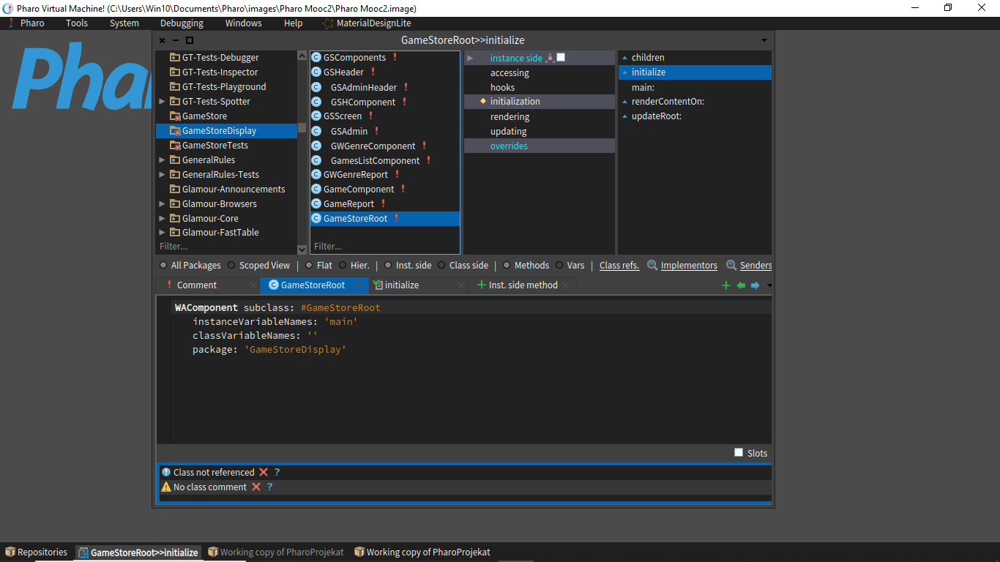 Pharo Virtual Machine! (C:\Users\Win10\Documents\Pharo\images\Pharo Mooc2\Pharo Mooc2.image)
Pharo Tools System Debugging Windows Help MaterialDesignLite
Pha
GameStoreRoot>>initialize
GT-Tests-Debugger
GT-Tests-Inspector
GT-Tests-Playground
GT-Tests-Spotter
GameStore
GameStoreDisplay
GameStoreTests
GeneralRules
GeneralRules-Tests
Glamour-Announcements
Glamour-Browsers
Glamour-Core
Glamour-FastTable
Filter...
GSComponents
GSHeader
GSAdminHeader
GSHComponent
GSScreen
GSAdmin
GWGenreComponent
GamesListComponent
GWGenreReport
GameComponent
GameReport
GameStoreRoot
Filter...
instance side
accessing
hooks
initialization
rendering
updating
overrides
children
initialize
main:
renderContentOn:
updateRoot:
All Packages Scoped View | Flat Hier. | Inst. side Class side | Methods Vars | Class refs. Implementors Senders
Comment GameStoreRoot initialize Inst. side method
WAComponent subclass: #GameStoreRoot
instanceVariableNames: 'main'
classVariableNames: ''
package: 'GameStoreDisplay'
Slots
Class not referenced ?
No class comment ?
Repositories GameStoreRoot>>initialize Working copy of PharoProjekat Working copy of PharoProjekat